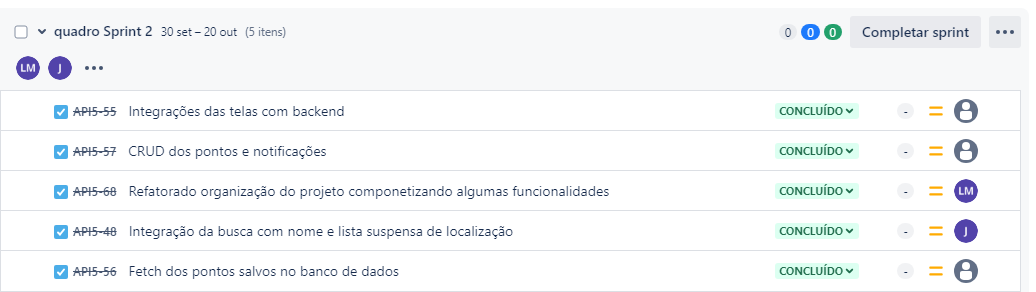 quadro Sprint 2 30 set – 20 out (5 itens) 0 0 0 Completar sprint
LM J
API5-55 Integrações das telas com backend CONCLUÍDO -
API5-57 CRUD dos pontos e notificações CONCLUÍDO -
API5-68 Refatorado organização do projeto componetizando algumas funcionalidades CONCLUÍDO - LM
API5-48 Integração da busca com nome e lista suspensa de localização CONCLUÍDO - J
API5-56 Fetch dos pontos salvos no banco de dados CONCLUÍDO -